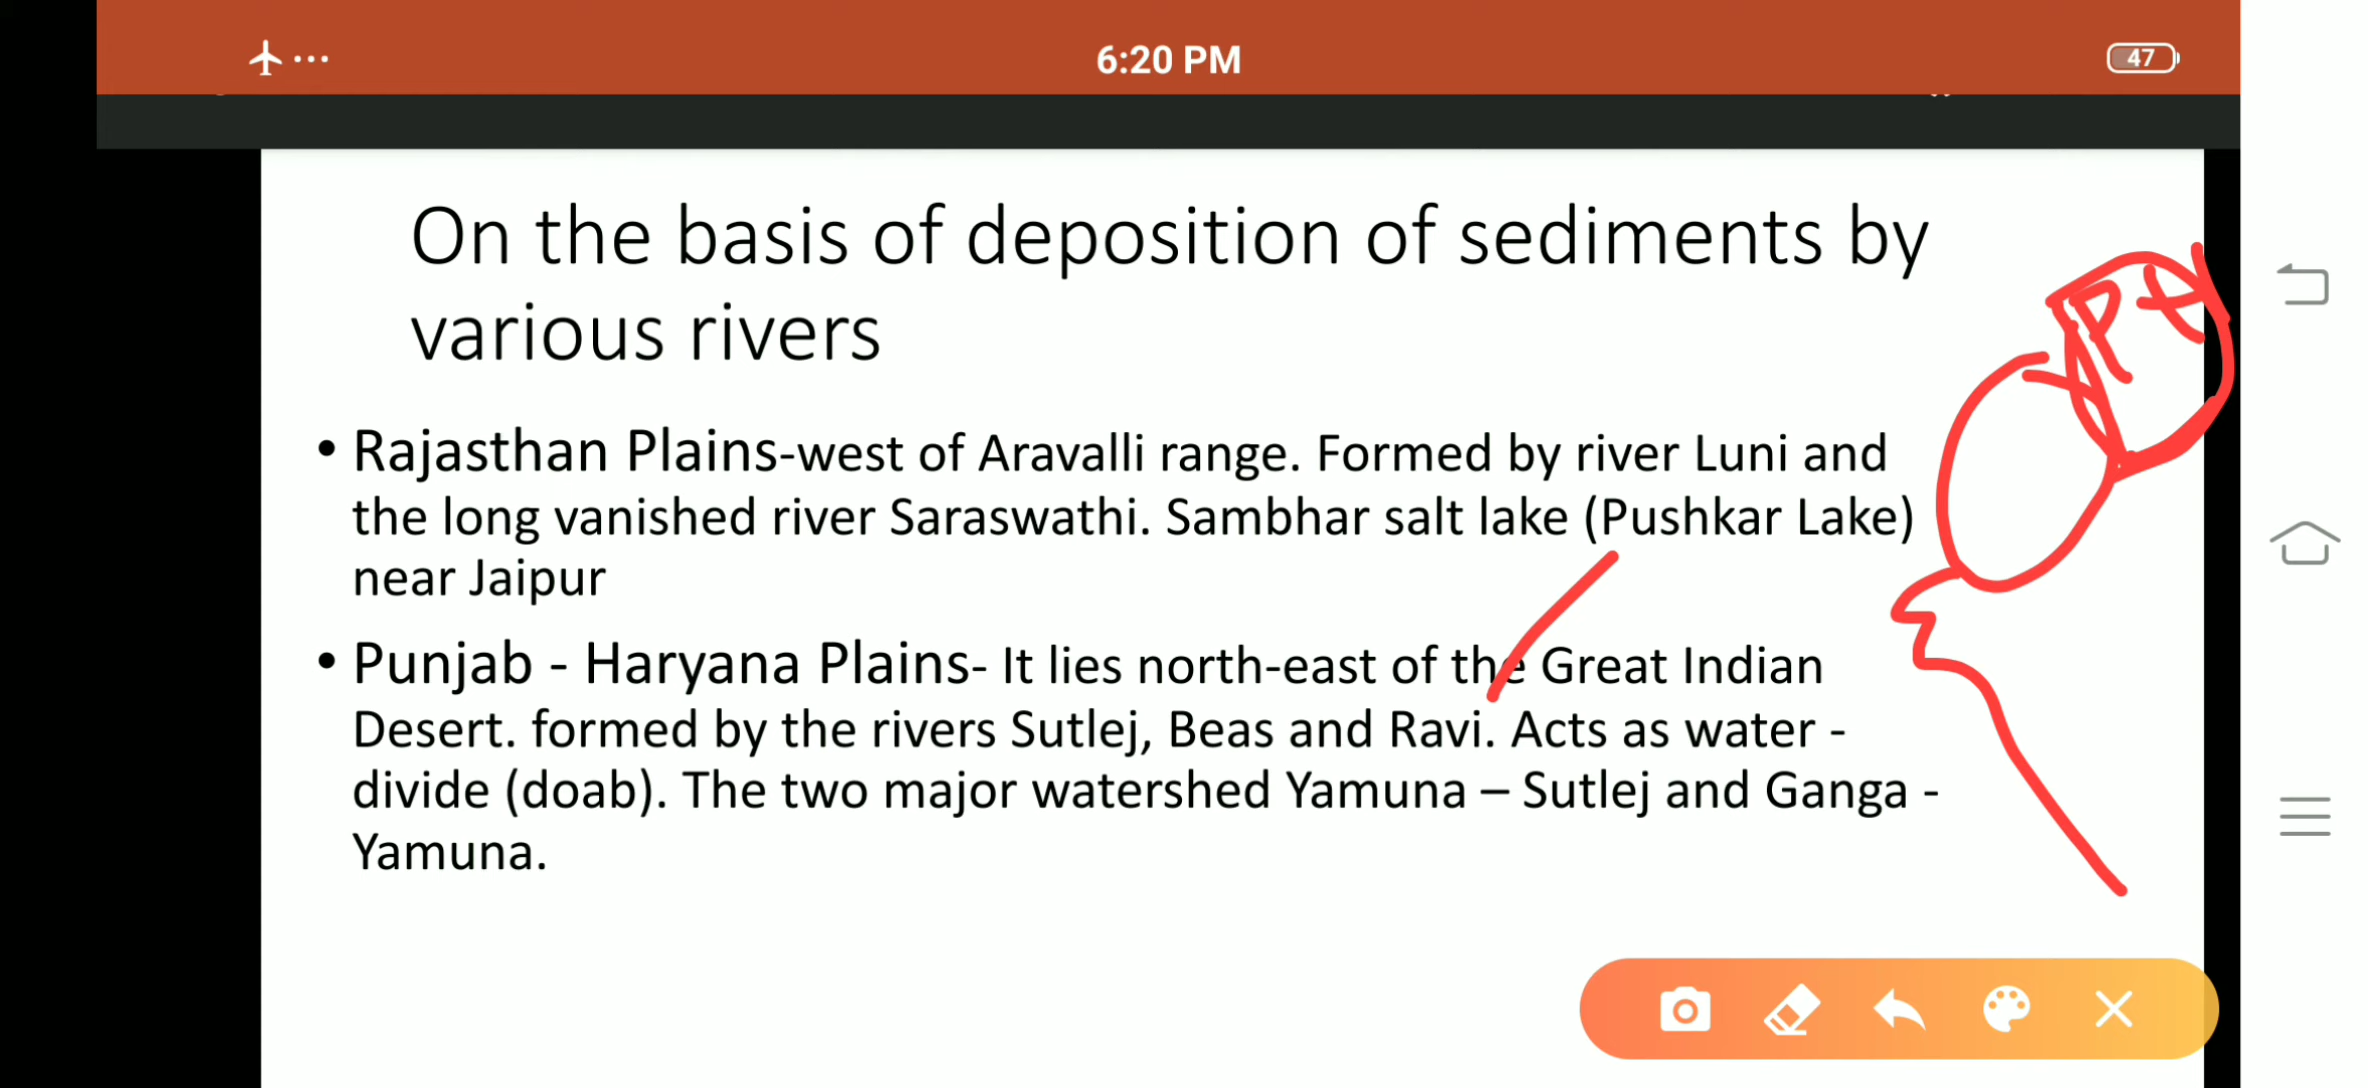 6:20 PM
47
On the basis of deposition of sediments by
various rivers
• Rajasthan Plains-west of Aravalli range. Formed by river Luni and
the long vanished river Saraswathi. Sambhar salt lake (Pushkar Lake)
near Jaipur
• Punjab - Haryana Plains- It lies north-east of the Great Indian
Desert. formed by the rivers Sutlej, Beas and Ravi. Acts as water -
divide (doab). The two major watershed Yamuna – Sutlej and Ganga -
Yamuna.